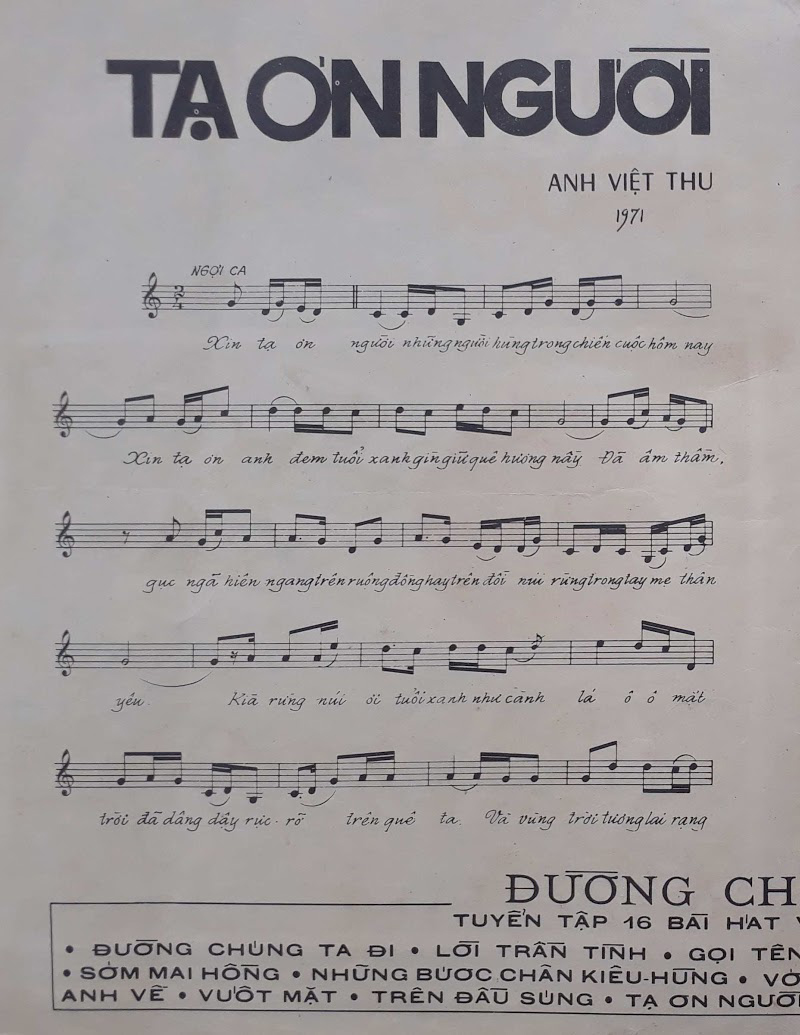 TẠ ƠN NGƯỜI
ANH VIỆT THU
1971
NGỢI CA
2/4
Xin tạ ơn người những người hùng trong chiến cuộc hôm nay
Xin tạ ơn anh đem tuổi xanh gìn giữ quê hương nầy Đã âm thầm,
gục ngã hiên ngang trên ruộng đồng hay trên đồi núi rừng trong tay mẹ thân
yêu. Kìa rừng núi ơi tuổi xanh như cành lá ô ô mặt
trời đã dâng dậy rực rỡ trên quê ta. Và vùng trời tương lai rạng
ĐƯỜNG CH
TUYỂN TẬP 16 BÀI HÁT V
• ĐƯỜNG CHÚNG TA ĐI • LỜI TRẦN TÌNH • GỌI TÊN
• SỚM MAI HỒNG • NHỮNG BƯỚC CHÂN KIÊU-HÙNG • VỚ
ANH VỀ • VUỐT MẶT • TRÊN ĐẦU SÚNG • TẠ ƠN NGƯỜI